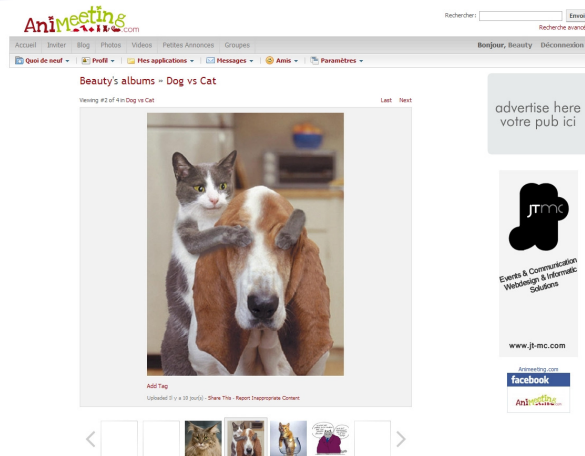 AniMeeting.com
Rechercher:
Envoi
Recherche avancé
Accueil Inviter Blog Photos Videos Petites Annonces Groupes
Bonjour, Beauty Déconnexion
Quoi de neuf Profil Mes applications Messages Amis Paramètres
Beauty's albums » Dog vs Cat
Viewing #2 of 4 in Dog vs Cat
Last Next
Add Tag
Uploaded Il y a 10 jour(s) - Share This - Report Inappropriate Content
advertise here
votre pub ici
JTMC
Events & Communication
Webdesign & Informatic
Solutions
www.jt-mc.com
Animeeting.com
facebook
AniMeeting.com